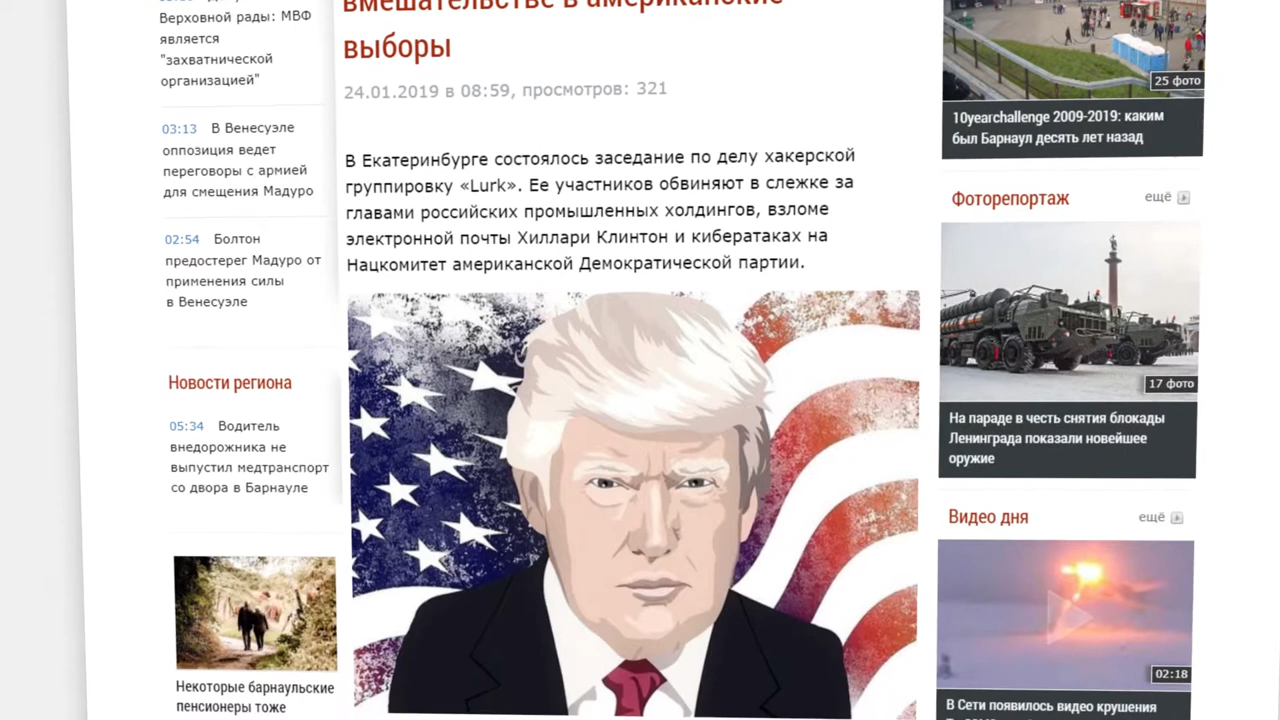 Верховной рады: МВФ
является
"захватнической
организацией"
03:13 В Венесуэле
оппозиция ведет
переговоры с армией
для смещения Мадуро
02:54 Болтон
предостерег Мадуро от
применения силы
в Венесуэле
Новости региона
05:34 Водитель
внедорожника не
выпустил медтранспорт
со двора в Барнауле
Некоторые барнаульские
пенсионеры тоже
вмешательстве в американские
выборы
24.01.2019 в 08:59, просмотров: 321
В Екатеринбурге состоялось заседание по делу хакерской
группировку «Lurk». Ее участников обвиняют в слежке за
главами российских промышленных холдингов, взломе
электронной почты Хиллари Клинтон и кибератаках на
Нацкомитет американской Демократической партии.
25 фото
10yearchallenge 2009-2019: каким
был Барнаул десять лет назад
Фоторепортаж ещё
17 фото
На параде в честь снятия блокады
Ленинграда показали новейшее
оружие
Видео дня ещё
02:18
В Сети появилось видео крушения